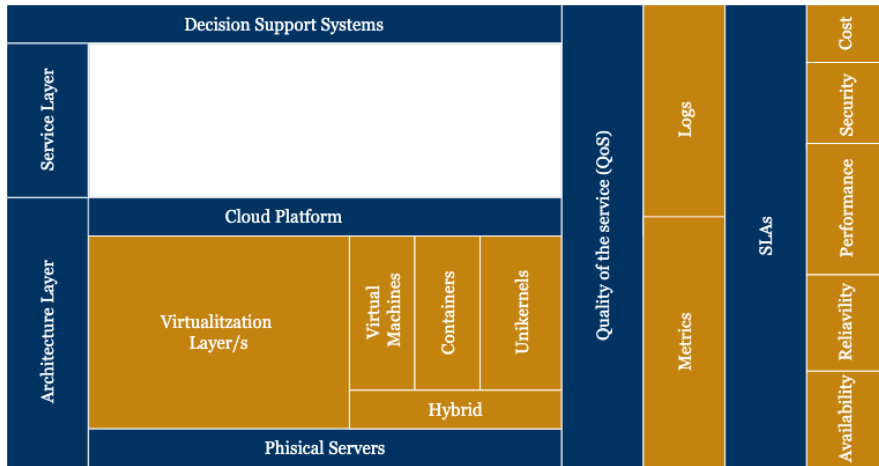 Decision Support Systems
Service Layer
Architecture Layer
Cloud Platform
Virtualitzation
Layer/s
Virtual
Machines
Containers
Unikernels
Hybrid
Phisical Servers
Quality of the service (QoS)
Logs
Metrics
SLAs
Cost
Security
Performance
Reliavility
Availability